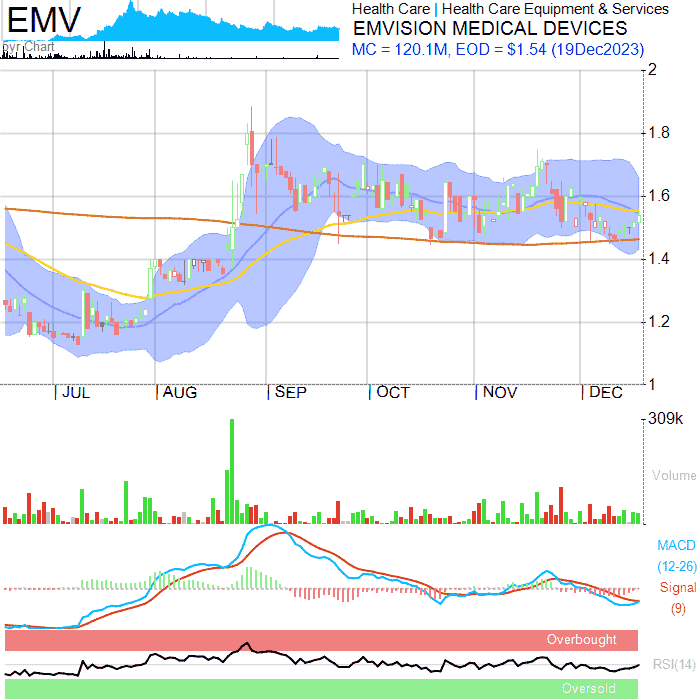 EMV
Health Care | Health Care Equipment & Services
EMVISION MEDICAL DEVICES
MC = 120.1M, EOD = $1.54 (19Dec2023)
5yr Chart
2
1.8
1.6
1.4
1.2
1
JUL AUG SEP OCT NOV DEC
309k
Volume
MACD
(12-26)
Signal
(9)
Overbought
RSI(14)
Oversold